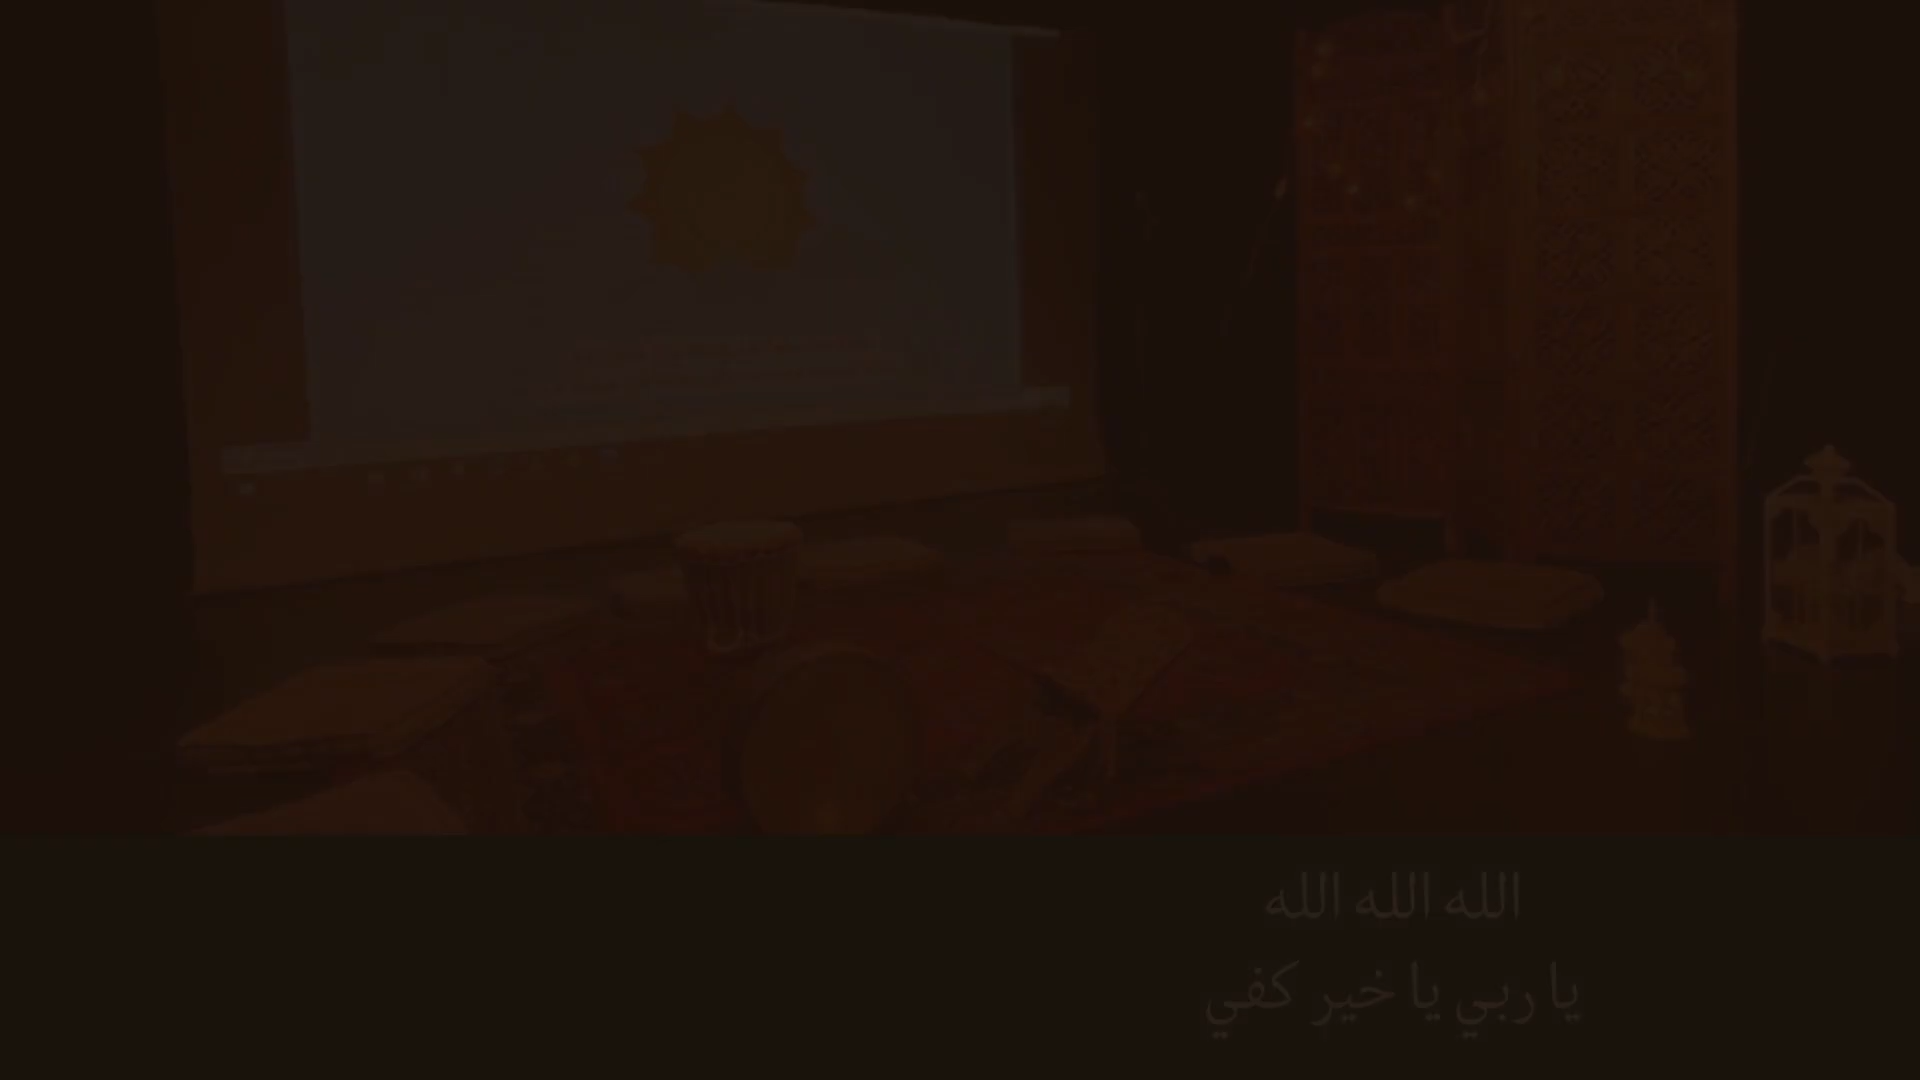 الله الله الله
يا ربي يا خير كفي